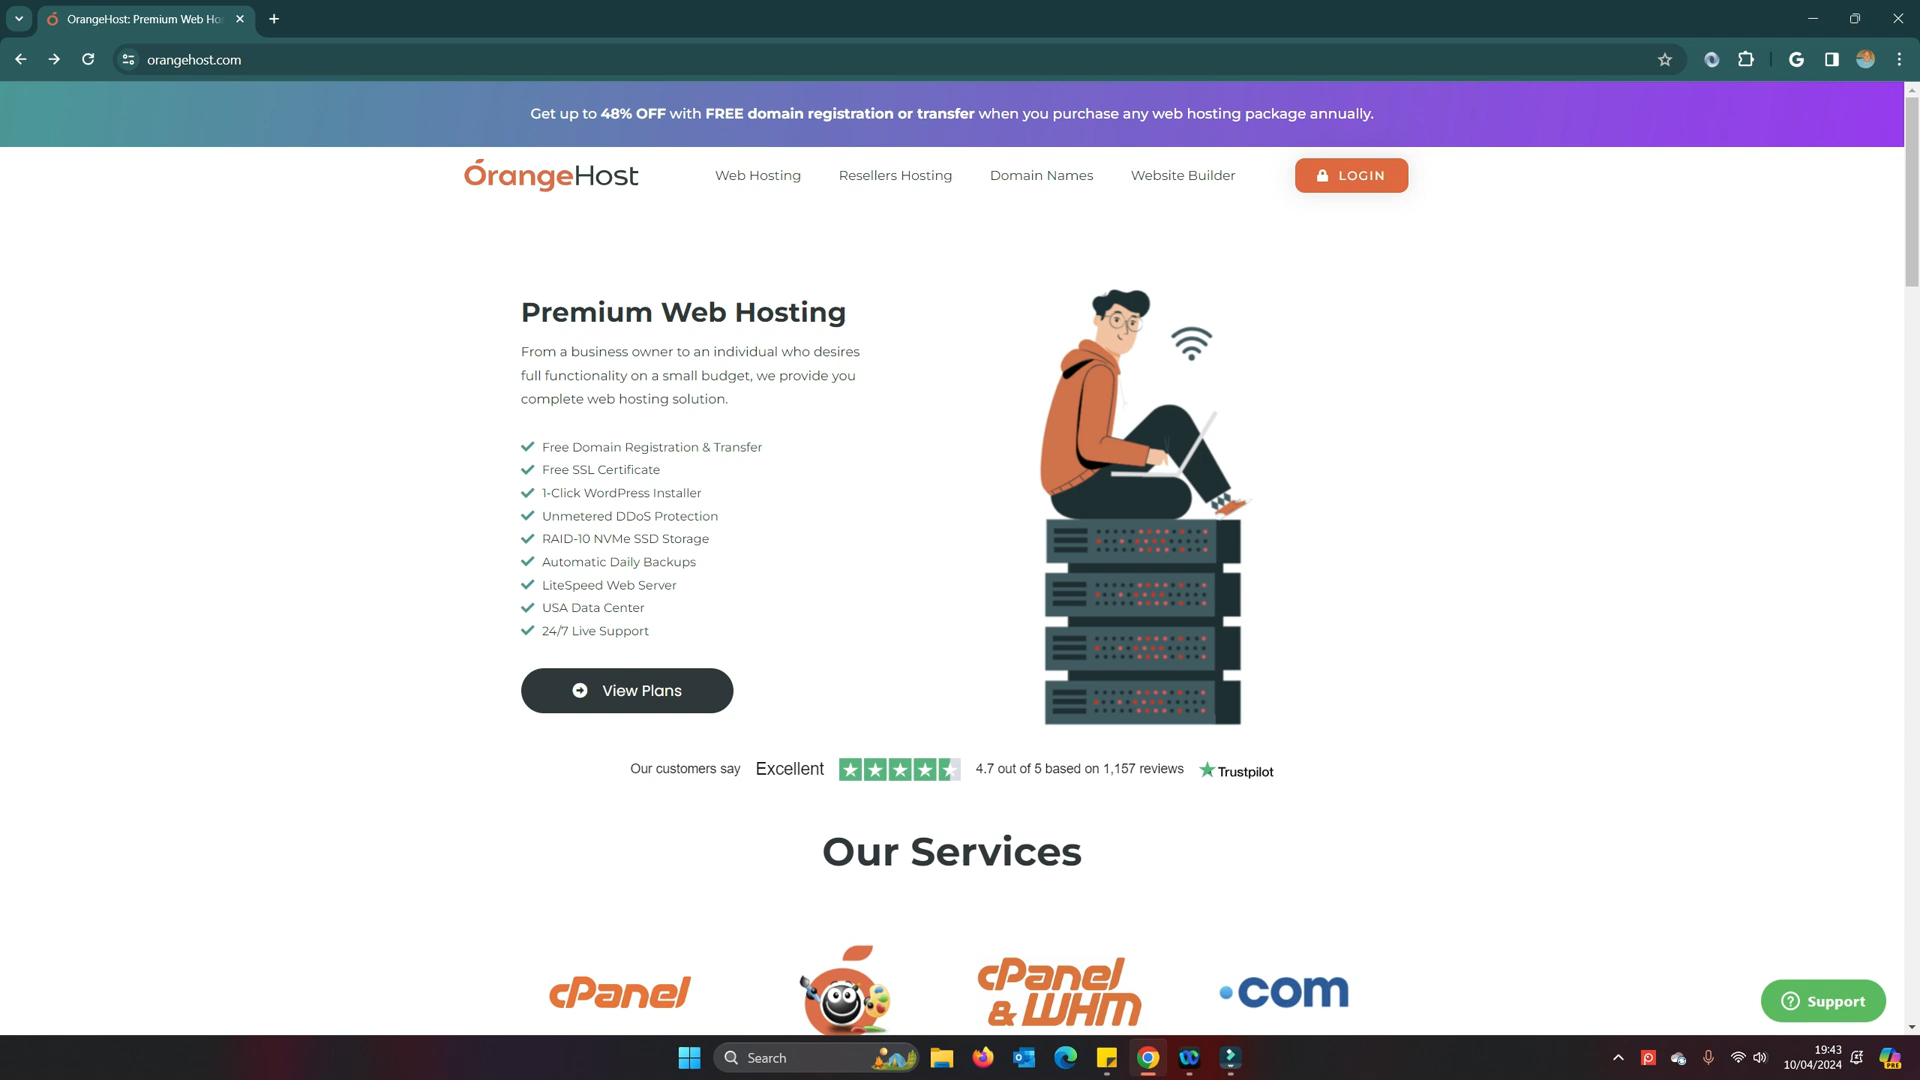 OrangeHost: Premium Web Ho
orangehost.com
Get up to 48% OFF with FREE domain registration or transfer when you purchase any web hosting package annually.
OrangeHost
Web Hosting
Resellers Hosting
Domain Names
Website Builder
LOGIN
Premium Web Hosting
From a business owner to an individual who desires
full functionality on a small budget, we provide you
complete web hosting solution.
Free Domain Registration & Transfer
Free SSL Certificate
1-Click WordPress Installer
Unmetered DDoS Protection
RAID-10 NVMe SSD Storage
Automatic Daily Backups
LiteSpeed Web Server
USA Data Center
24/7 Live Support
View Plans
Our customers say Excellent 4.7 out of 5 based on 1,157 reviews Trustpilot
Our Services
cPanel
cPanel
& WHM
.com
Support
Search
19:43
10/04/2024
PRE